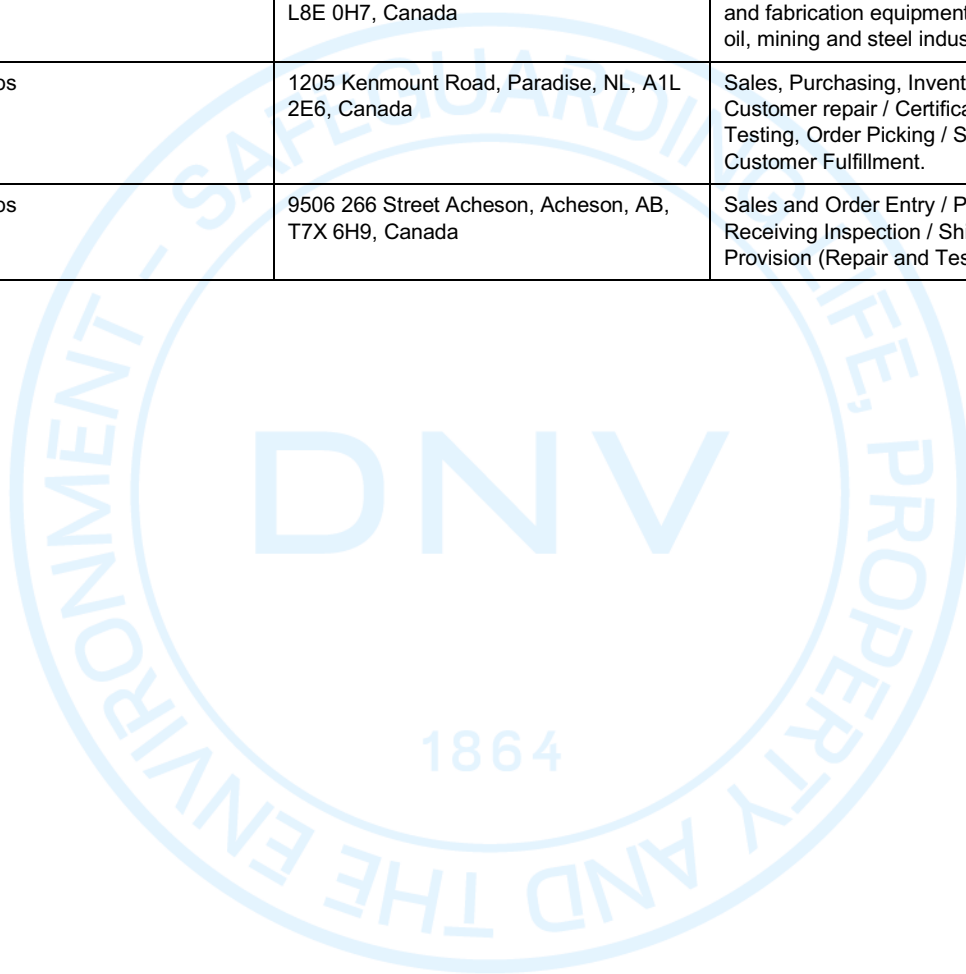 L8E 0H7, Canada
and fabrication equipment
oil, mining and steel indus
os
1205 Kenmount Road, Paradise, NL, A1L
2E6, Canada
Sales, Purchasing, Invent
Customer repair / Certifica
Testing, Order Picking / S
Customer Fulfillment.
os
9506 266 Street Acheson, Acheson, AB,
T7X 6H9, Canada
Sales and Order Entry / P
Receiving Inspection / Sh
Provision (Repair and Tes
SAFEGUARDING LIFE, PROPERTY AND THE ENVIRONMENT –
DNV
1864